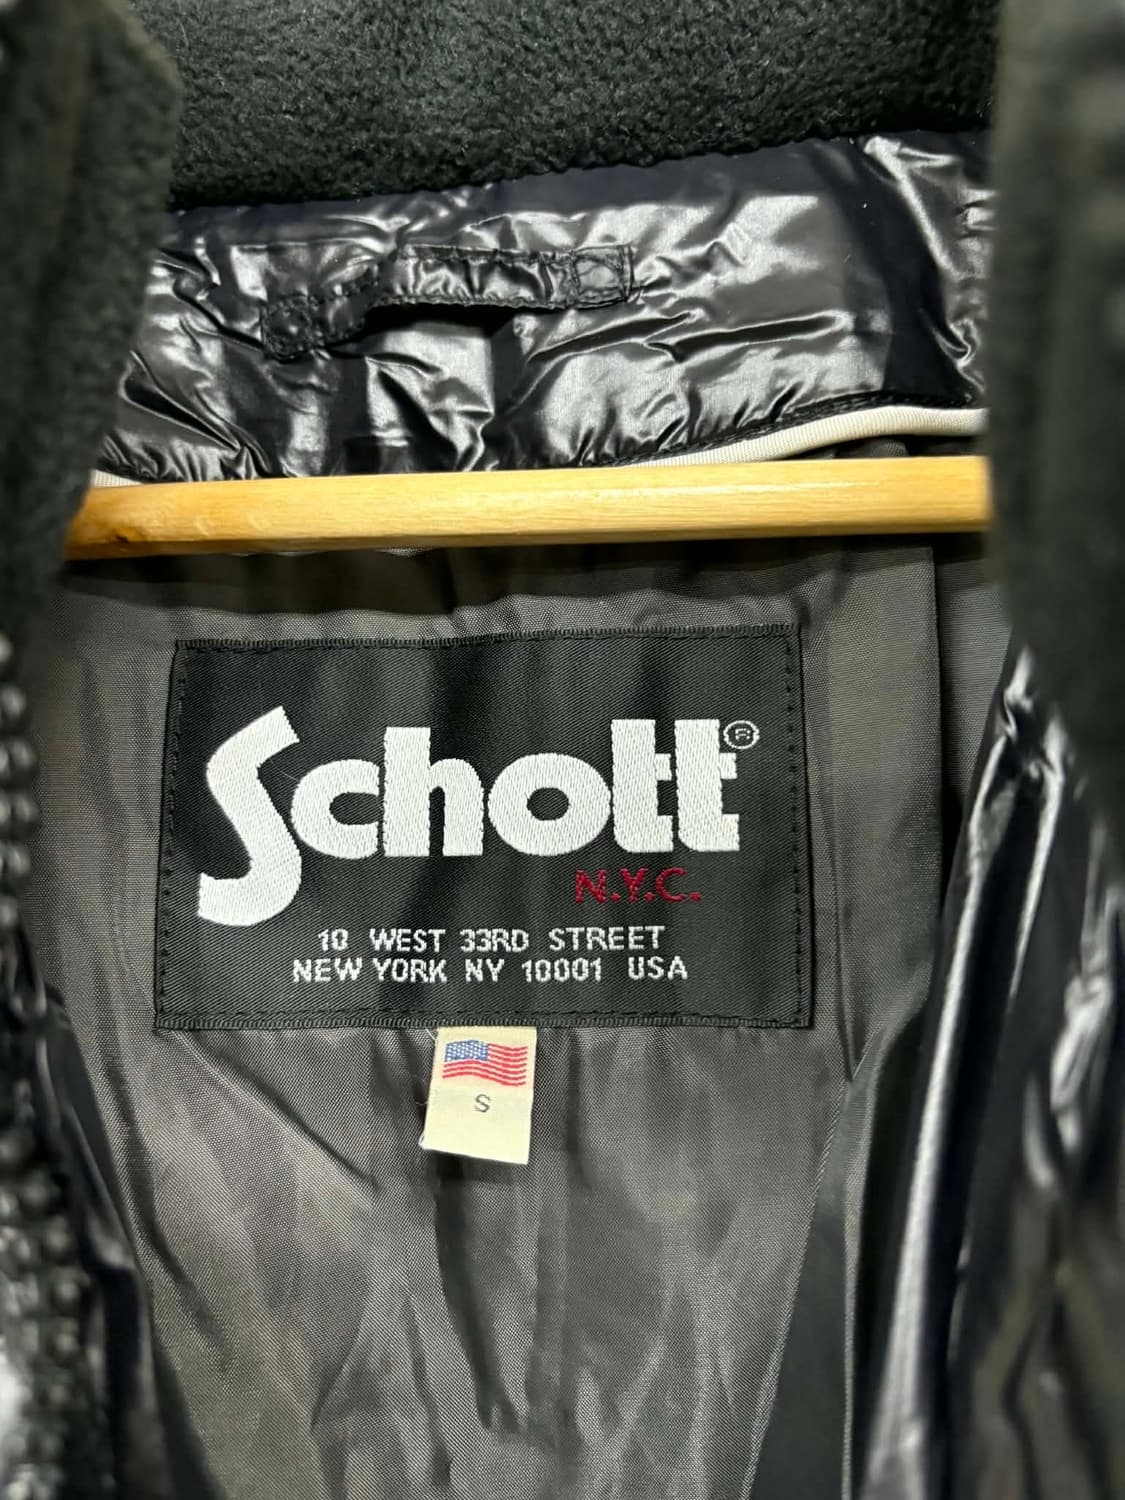 Schott®
N.Y.C.
10 WEST 33RD STREET
NEW YORK NY 10001 USA
S